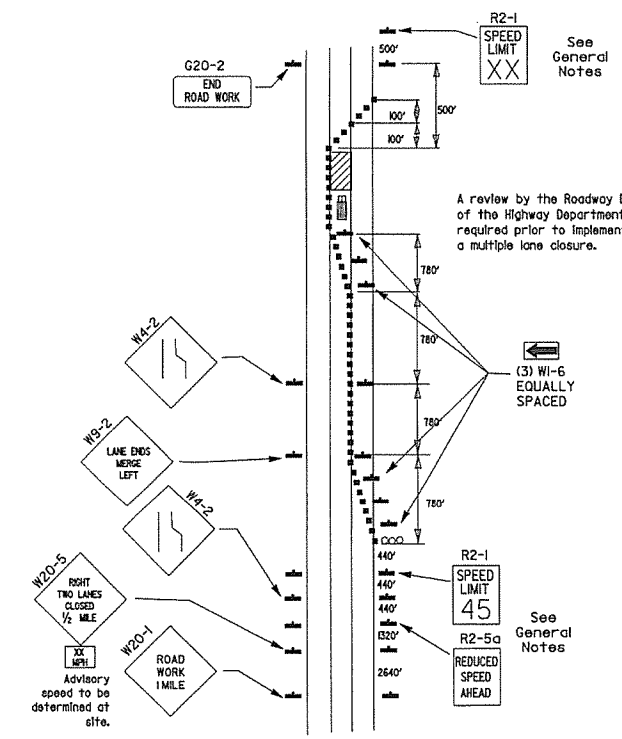 R2-1
SPEED
LIMIT
XX
See
General
Notes
500'
G20-2
END
ROAD WORK
100'
500'
100'
A review by the Roadway
of the Highway Department
required prior to
a multiple lane closure.
780'
W4-2
780'
(3) W1-6
EQUALLY
SPACED
W9-2
LANE ENDS
MERGE
LEFT
780'
W4-2
780'
440'
R2-1
SPEED
LIMIT
45
W20-5
RIGHT
TWO LANES
CLOSED
1/2 MILE
440'
440'
See
General
Notes
XX
MPH
W20-1
ROAD
WORK
1 MILE
1320'
R2-5a
REDUCED
SPEED
AHEAD
Advisory
speed to be
determined at
site.
2640'